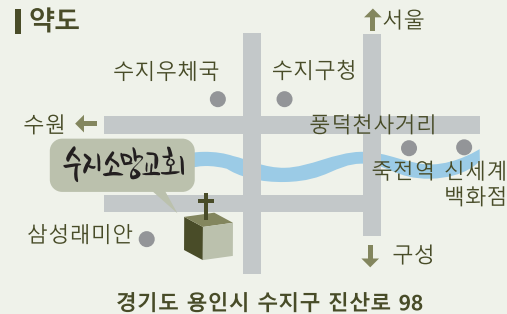 약도
서울
수지우체국
수지구청
수원
풍덕천사거리
수지소망교회
죽전역
신세계
백화점
삼성래미안
구성
경기도 용인시 수지구 진산로 98